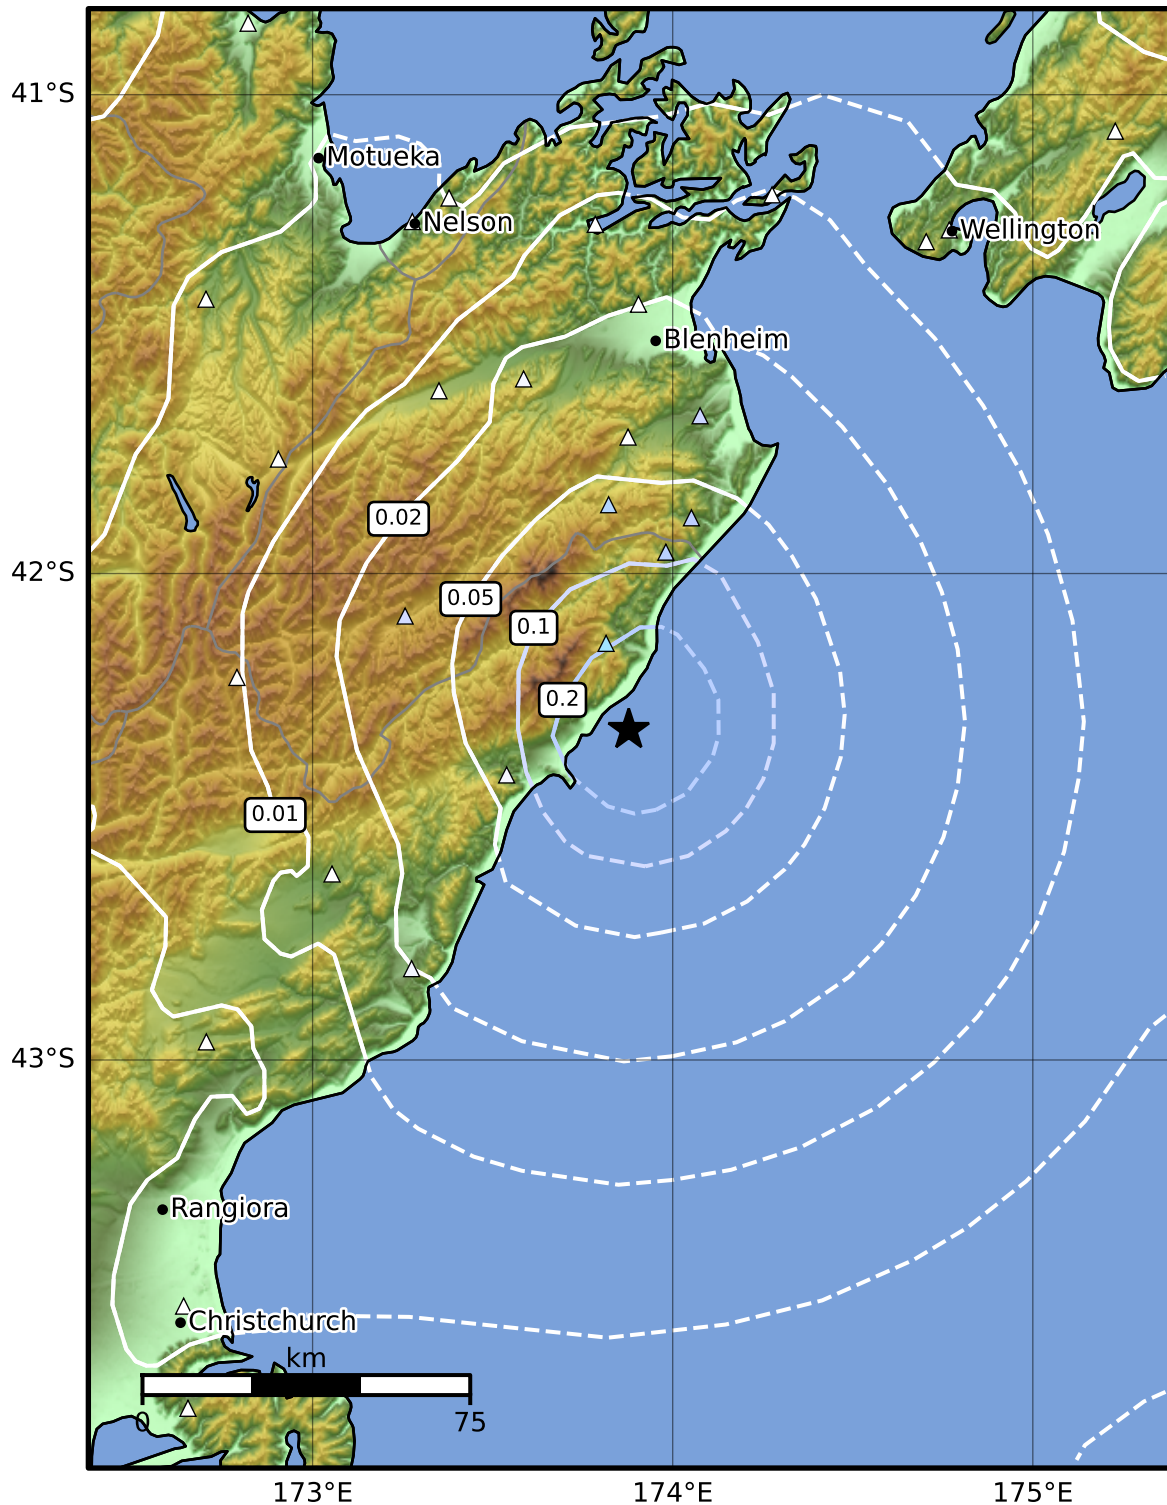 41°S
Motueka
Nelson
Wellington
Blenheim
0.02
42°S
0.05
0.1
0.2
0.01
43°S
Rangiora
Christchurch
km
0 75
173°E 174°E 175°E